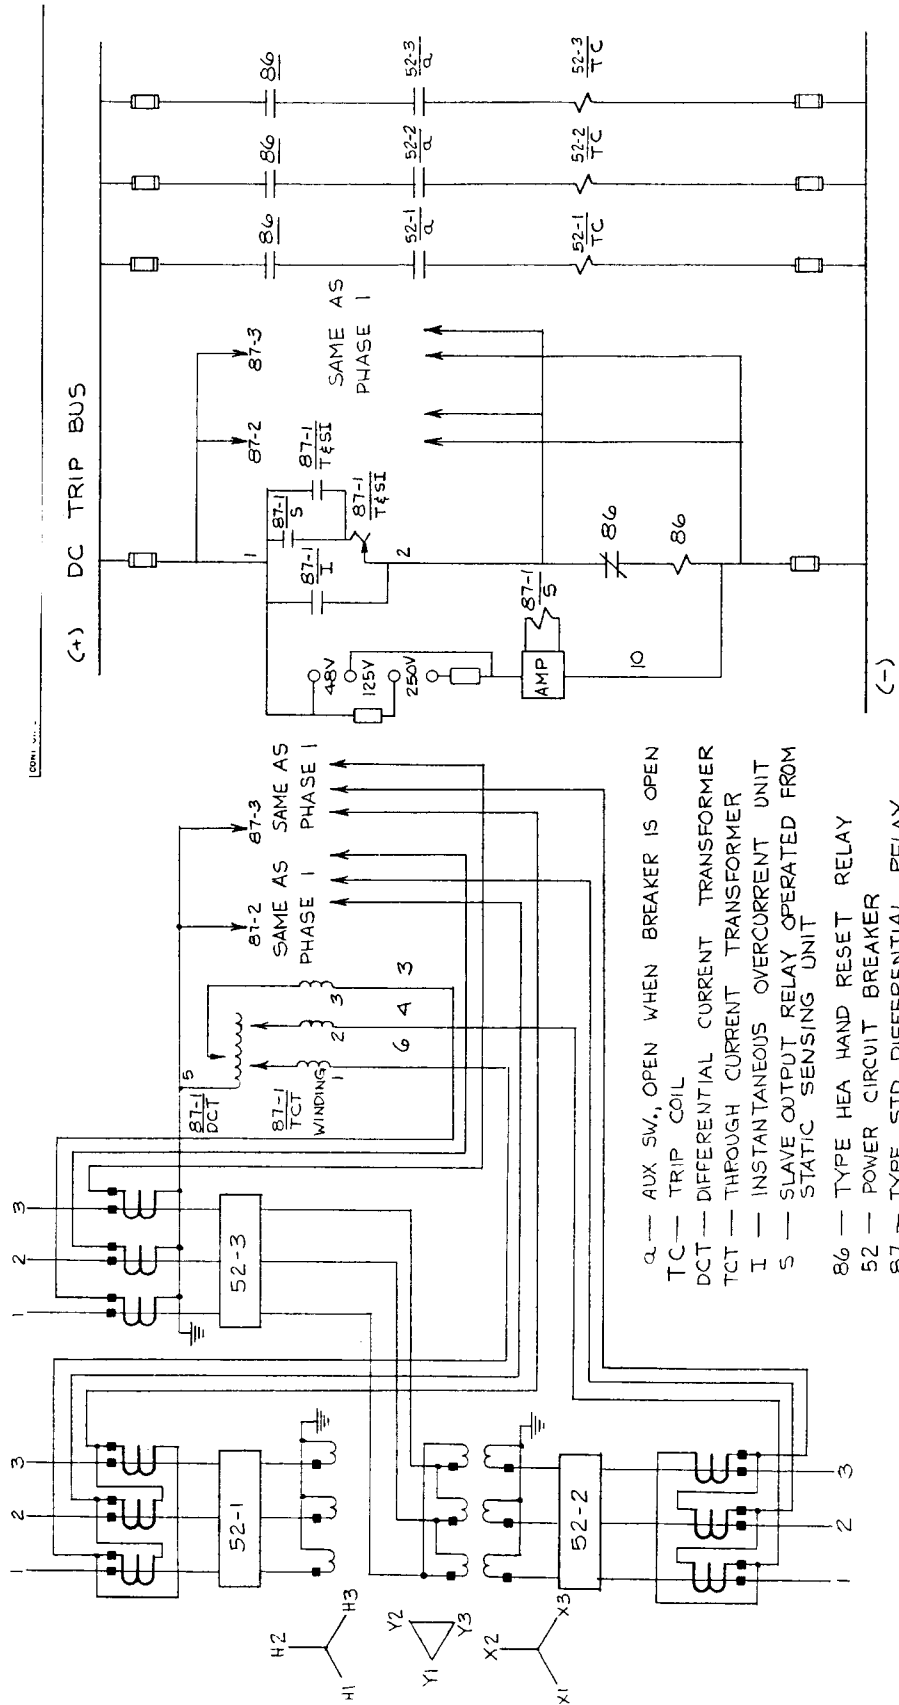 CONT
(+) DC TRIP BUS
86
86
86
52-1
a
52-2
a
52-3
a
52-1
TC
52-2
TC
52-3
TC
87-2
87-3
SAME AS
PHASE 1
1
87-1
I
87-1
S
87-1
T&SI
87-1
T&SI
2
86
86
48V
125V
250V
AMP
87-1
S
10
(-)
87-2
87-3
SAME AS
PHASE 1
SAME AS
PHASE 1
5
87-1
DCT
87-1
TCT
WINDING
1
2
3
6
4
3
1
2
3
52-3
1
2
3
52-1
52-2
1
2
3
H1
H2
H3
Y1
Y2
Y3
X1
X2
X3
a — AUX SW., OPEN WHEN BREAKER IS OPEN
TC — TRIP COIL
DCT — DIFFERENTIAL CURRENT TRANSFORMER
TCT — THROUGH CURRENT TRANSFORMER
I — INSTANTANEOUS OVERCURRENT UNIT
S — SLAVE OUTPUT RELAY OPERATED FROM
STATIC SENSING UNIT
86 — TYPE HEA HAND RESET RELAY
52 — POWER CIRCUIT BREAKER
87 — TYPE STD DIFFERENTIAL RELAY